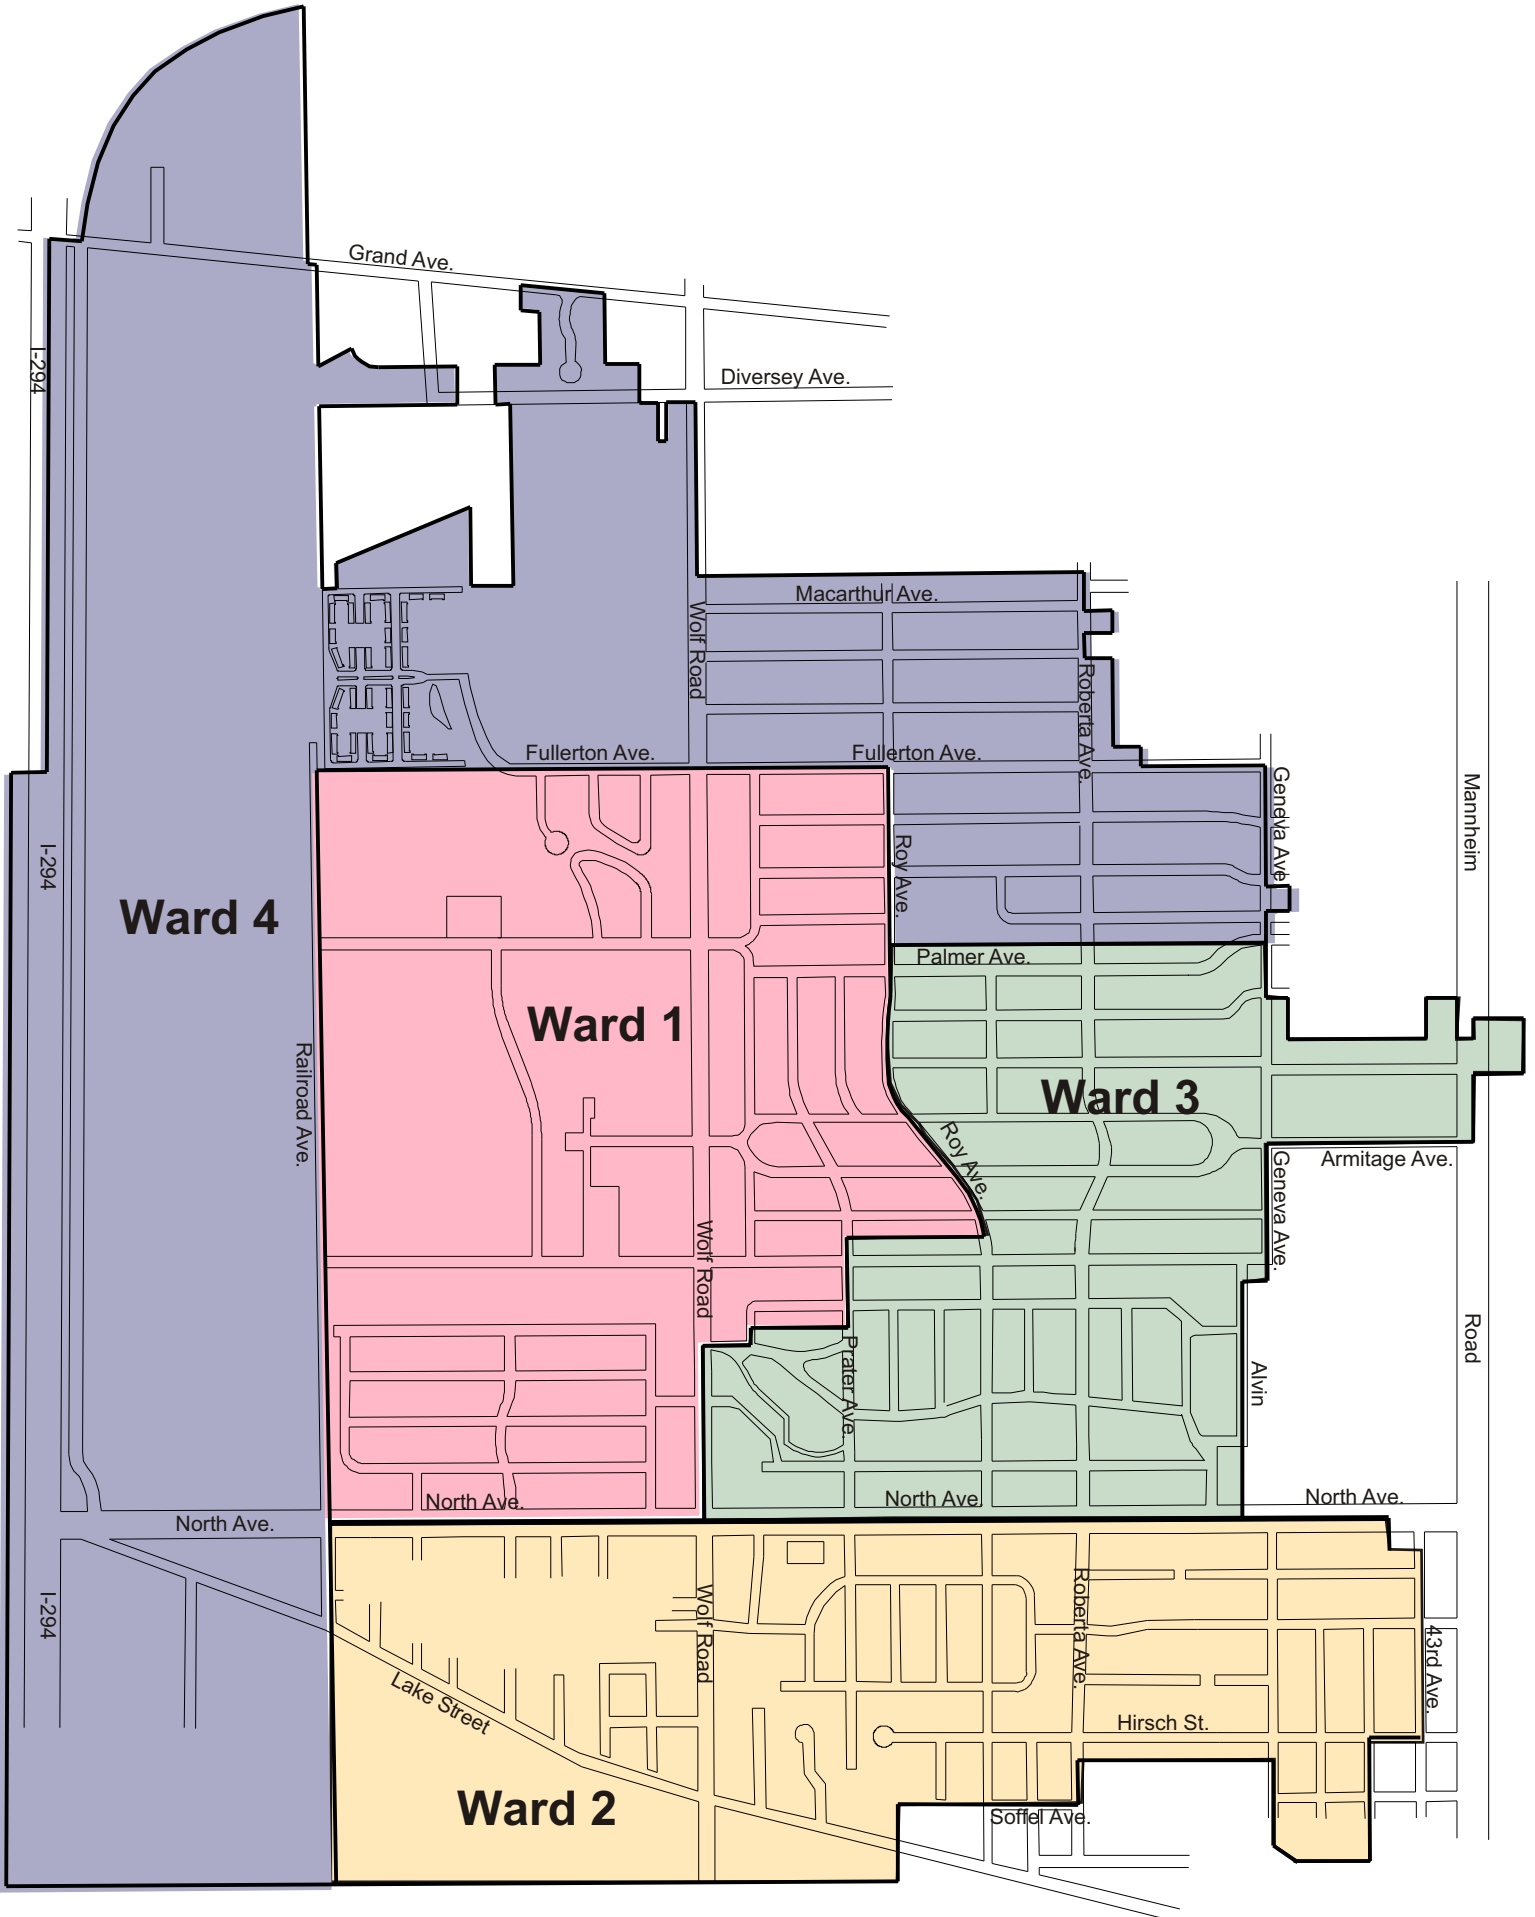 Grand Ave.
I-294
Diversey Ave.
Macarthur Ave.
Wolf Road
Roberta Ave.
Fullerton Ave.
Fullerton Ave.
Geneva Ave.
Mannheim
I-294
Roy Ave.
Ward 4
Palmer Ave.
Ward 1
Railroad Ave.
Ward 3
Roy Ave.
Armitage Ave.
Geneva Ave.
Wolf Road
Road
Prater Ave.
Alvin
North Ave.
North Ave.
North Ave.
North Ave.
I-294
Wolf Road
Roberta Ave.
43rd Ave.
Lake Street
Hirsch St.
Ward 2
Soffel Ave.